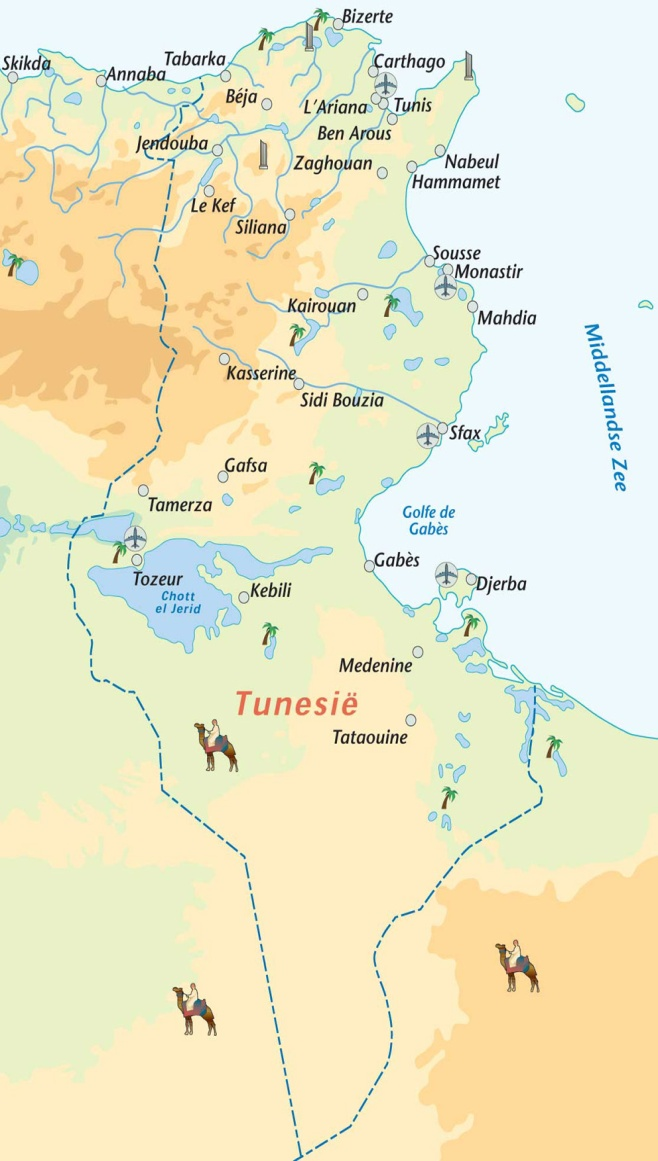 Bizerte
Skikda
Annaba
Tabarka
Carthago
Béja
L'Ariana
Tunis
Ben Arous
Jendouba
Zaghouan
Nabeul
Hammamet
Le Kef
Siliana
Sousse
Monastir
Kairouan
Mahdia
Middellandse Zee
Kasserine
Sidi Bouzia
Sfax
Gafsa
Tamerza
Golfe de
Gabès
Gabès
Tozeur
Chott
el Jerid
Kebili
Djerba
Medenine
Tunesië
Tataouine